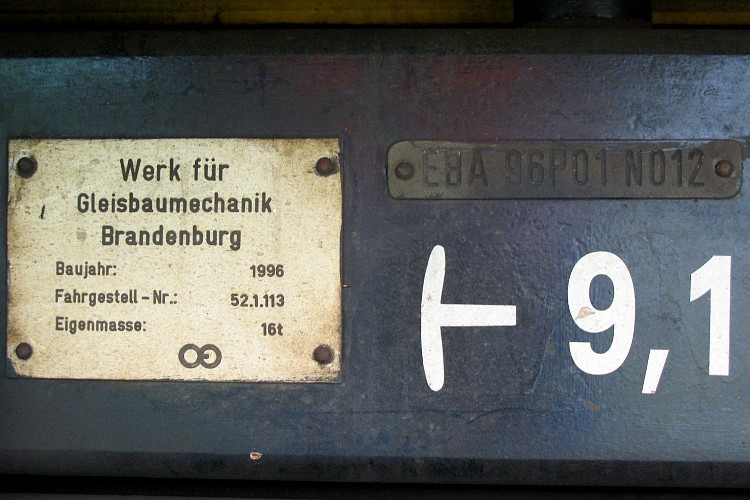 Werk für
Gleisbaumechanik
Brandenburg
Baujahr: 1996
Fahrgestell-Nr.: 52.1.113
Eigenmasse: 16t
EBA 96P01 N012
9,1